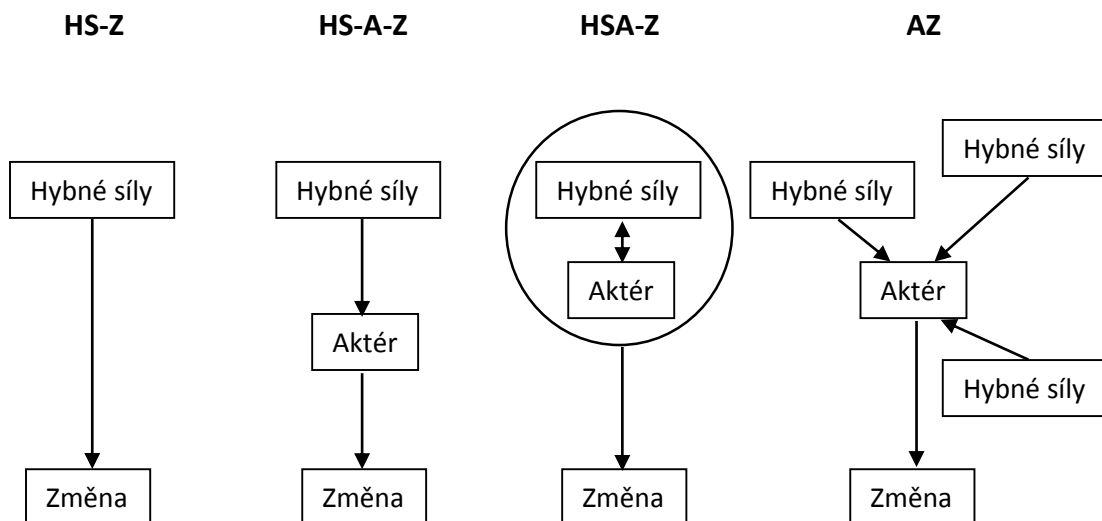 HS-Z
HS-A-Z
HSA-Z
AZ
Hybné síly
Hybné síly
Hybné síly
Hybné síly
Hybné síly
Aktér
Aktér
Aktér
Hybné síly
Změna
Změna
Změna
Změna